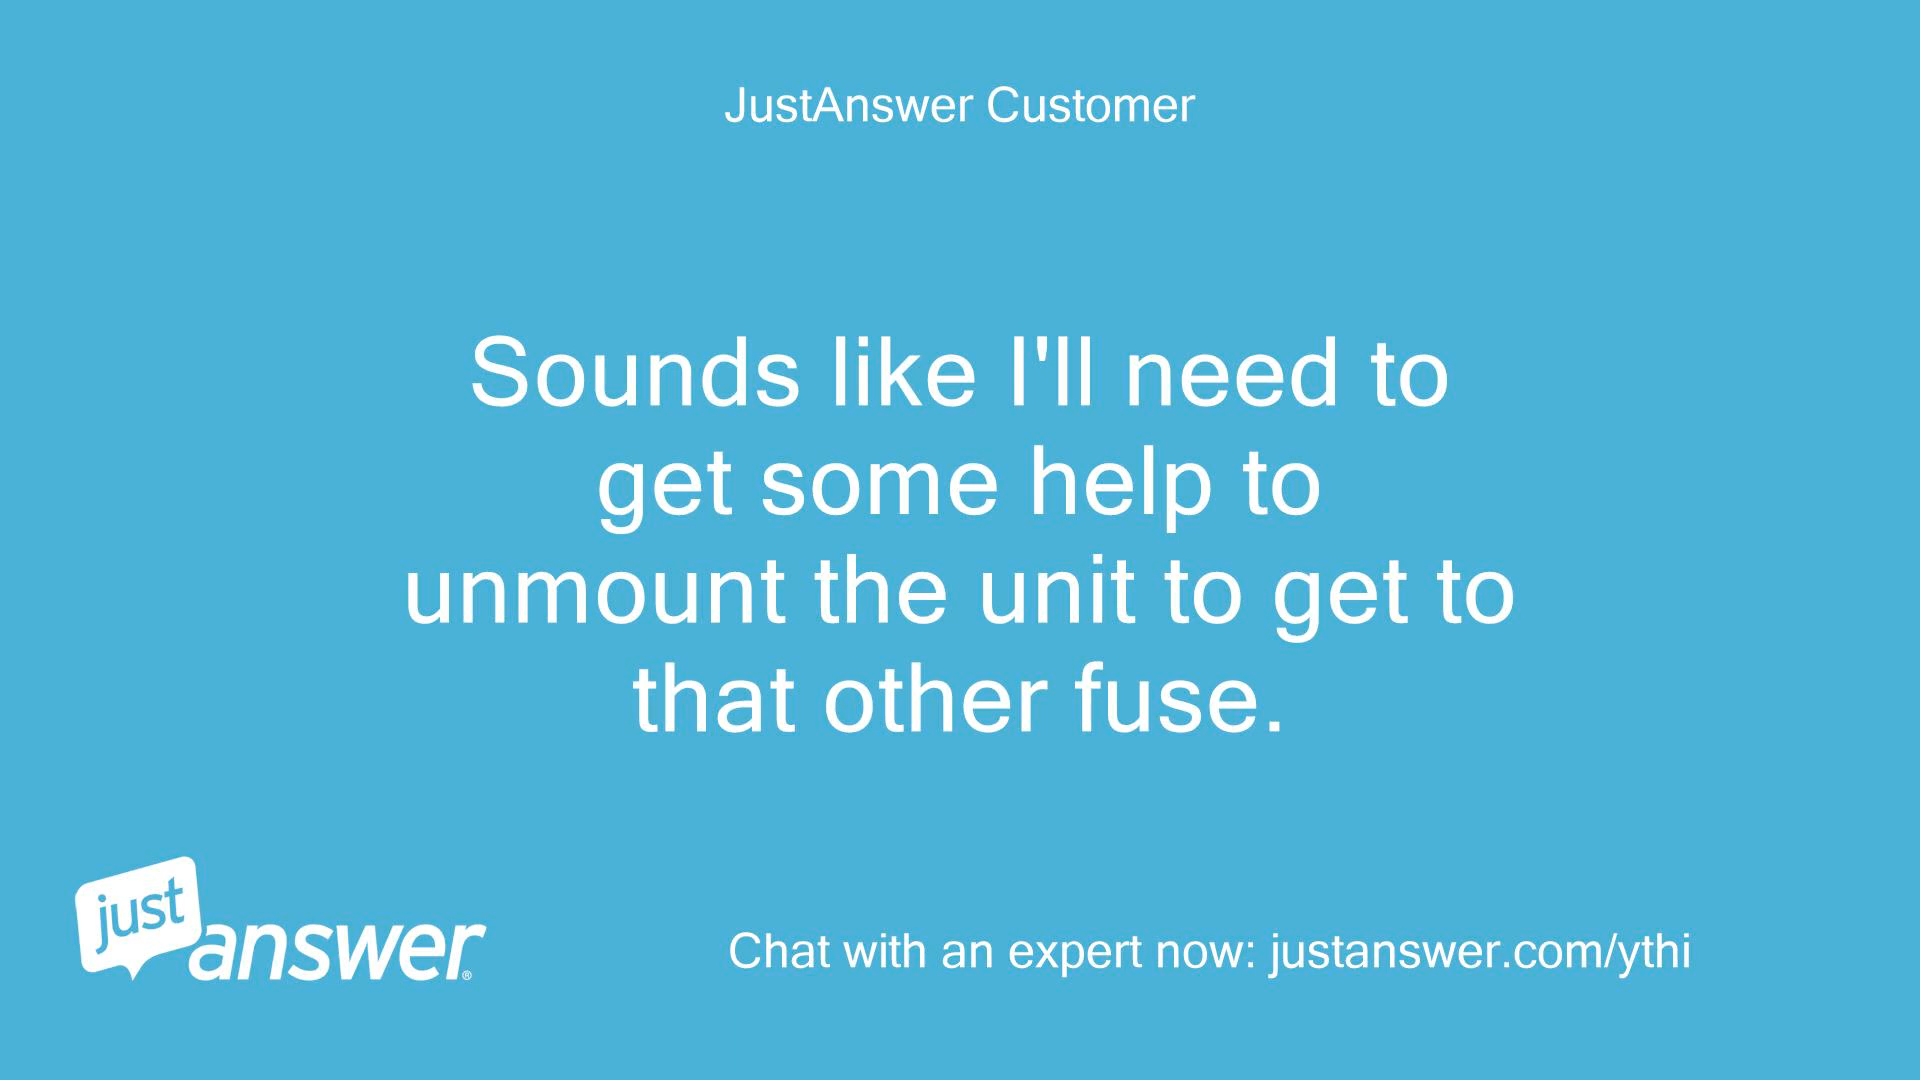 JustAnswer Customer
Sounds like I'll need to
get some help to
unmount the unit to get to
that other fuse.
just
answer®
Chat with an expert now: justanswer.com/ythi